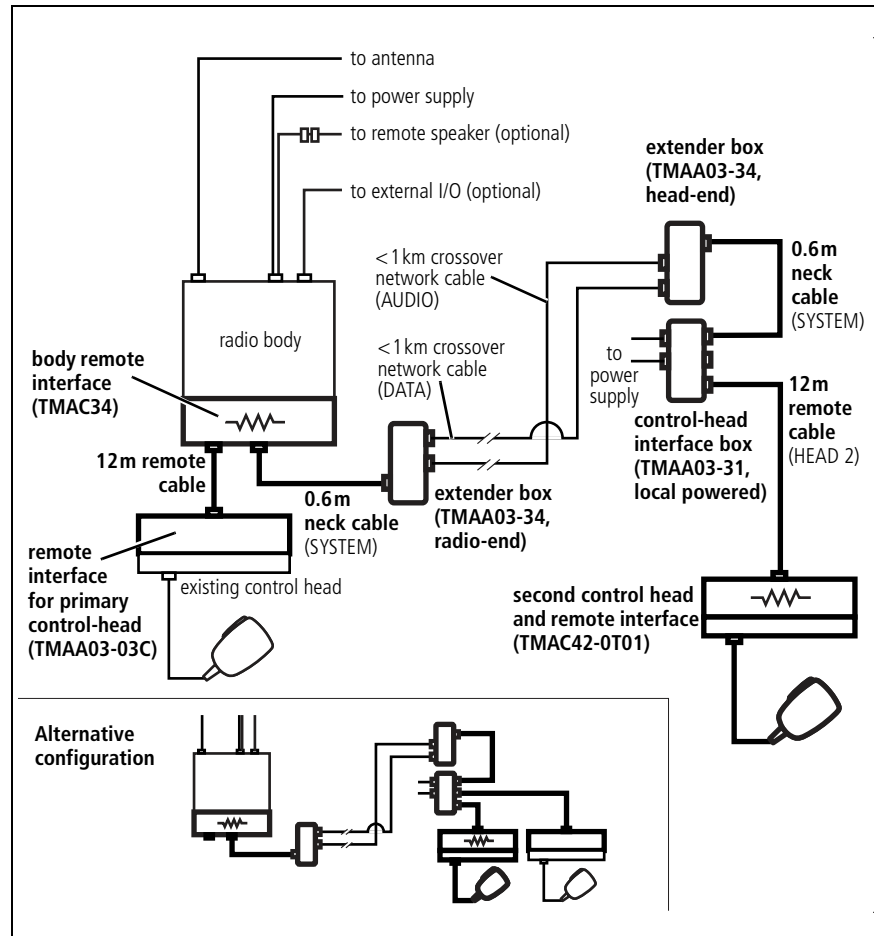 to antenna
to power supply
to remote speaker (optional)
to external I/O (optional)
extender box
(TMAA03-34,
head-end)
<1km crossover
network cable
(AUDIO)
0.6m
neck
cable
(SYSTEM)
radio body
<1km crossover
network cable
(DATA)
to
power
supply
body remote
interface
(TMAC34)
12m
remote
cable
(HEAD 2)
control-head
interface box
(TMAA03-31,
local powered)
12m remote
cable
0.6m
neck cable
(SYSTEM)
extender box
(TMAA03-34,
radio-end)
remote
interface
for primary
control-head
(TMAA03-03C)
existing control head
second control head
and remote interface
(TMAC42-0T01)
Alternative
configuration